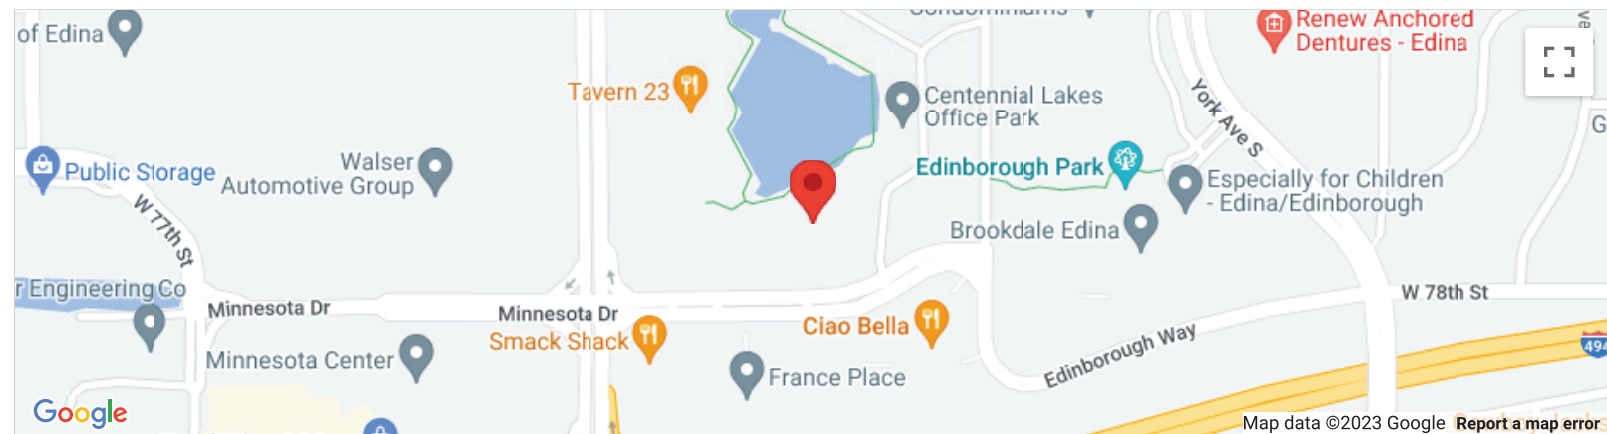 of Edina
Renew Anchored
Dentures - Edina
Tavern 23
Centennial Lakes
Office Park
York Ave S
Public Storage
Walser
Automotive Group
Edinborough Park
Especially for Children
- Edina/Edinborough
W 77th St
Brookdale Edina
r Engineering Co
Minnesota Dr
Minnesota Dr
W 78th St
Smack Shack
Ciao Bella
Edinborough Way
494
Minnesota Center
France Place
G
Google
Map data ©2023 Google
Report a map error